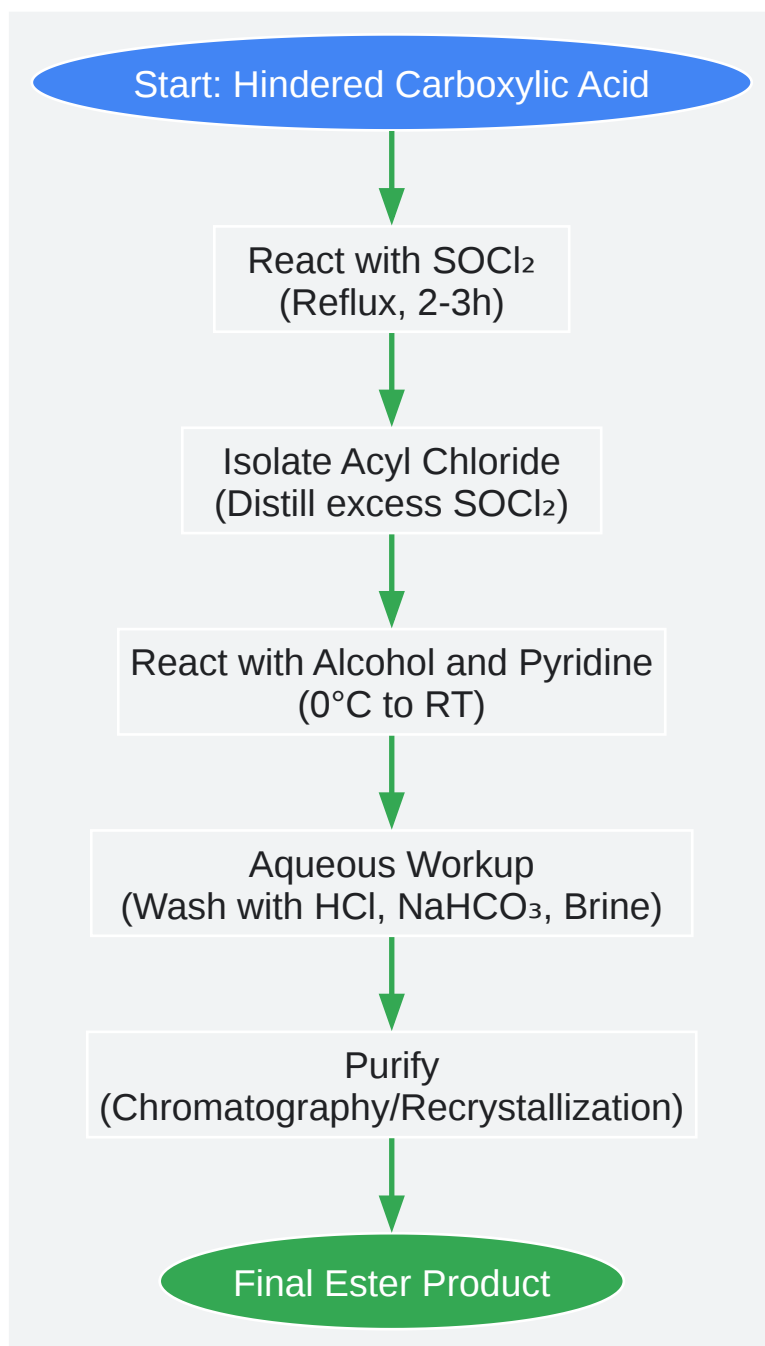 Start: Hindered Carboxylic Acid
React with SOCl₂
(Reflux, 2-3h)
Isolate Acyl Chloride
(Distill excess SOCl₂)
React with Alcohol and Pyridine
(0°C to RT)
Aqueous Workup
(Wash with HCl, NaHCO₃, Brine)
Purify
(Chromatography/Recrystallization)
Final Ester Product